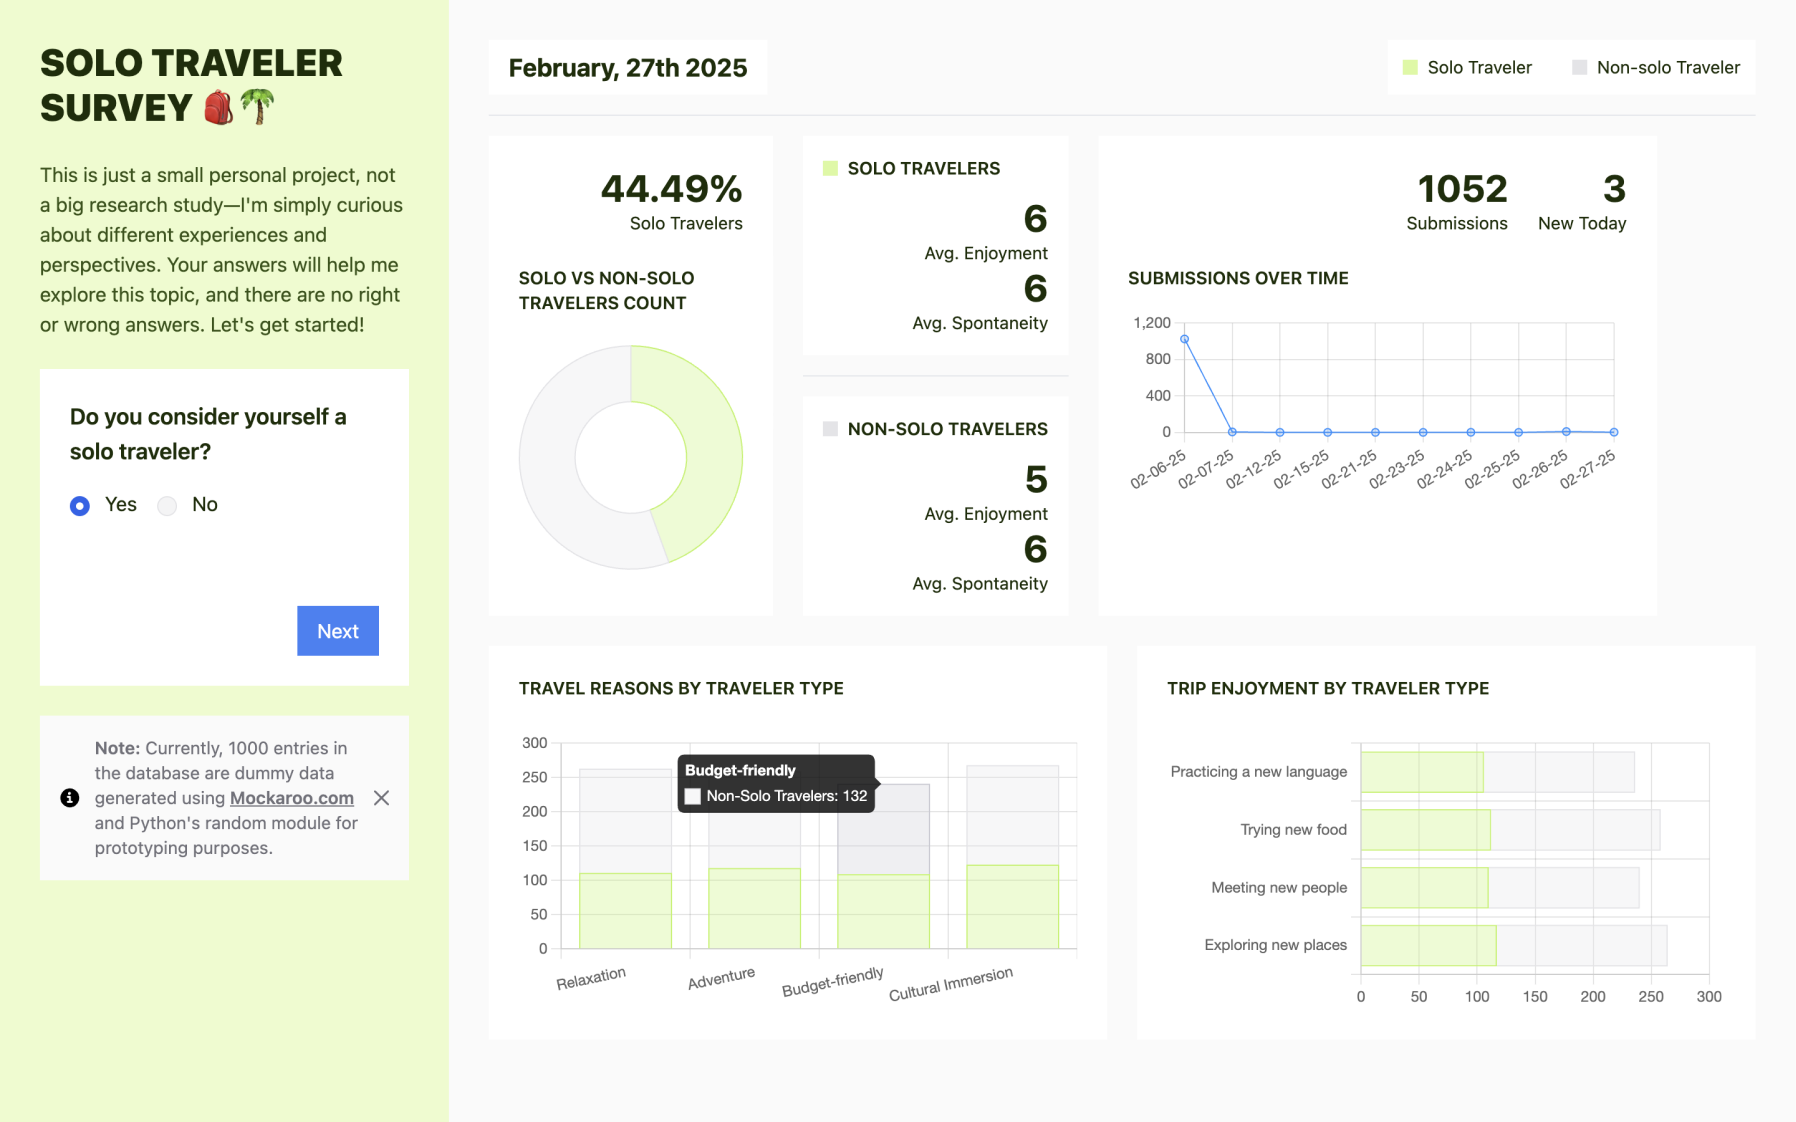 SOLO TRAVELER
SURVEY 🎒🌴
This is just a small personal project, not
a big research study—I'm simply curious
about different experiences and
perspectives. Your answers will help me
explore this topic, and there are no right
or wrong answers. Let's get started!
Do you consider yourself a
solo traveler?
Yes No
Next
Note: Currently, 1000 entries in
the database are dummy data
generated using Mockaroo.com
and Python's random module for
prototyping purposes.
February, 27th 2025
Solo Traveler Non-solo Traveler
44.49%
Solo Travelers
SOLO VS NON-SOLO
TRAVELERS COUNT
SOLO TRAVELERS
6
Avg. Enjoyment
6
Avg. Spontaneity
NON-SOLO TRAVELERS
5
Avg. Enjoyment
6
Avg. Spontaneity
1052 3
Submissions New Today
SUBMISSIONS OVER TIME
1,200
800
400
0
02-06-25 02-07-25 02-12-25 02-15-25 02-21-25 02-23-25 02-24-25 02-25-25 02-26-25 02-27-25
TRAVEL REASONS BY TRAVELER TYPE
300
250
200
150
100
50
0
Budget-friendly
Non-Solo Travelers: 132
Relaxation Adventure Budget-friendly Cultural Immersion
TRIP ENJOYMENT BY TRAVELER TYPE
Practicing a new language
Trying new food
Meeting new people
Exploring new places
0 50 100 150 200 250 300